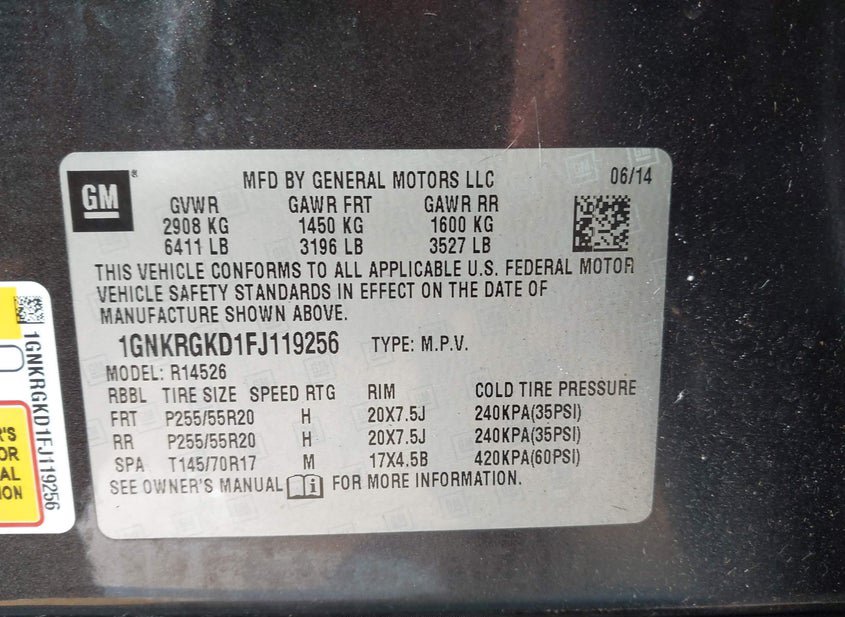 GM
MFD BY GENERAL MOTORS LLC 06/14
GVWR GAWR FRT GAWR RR
2908 KG 1450 KG 1600 KG
6411 LB 3196 LB 3527 LB
THIS VEHICLE CONFORMS TO ALL APPLICABLE U.S. FEDERAL MOTOR
VEHICLE SAFETY STANDARDS IN EFFECT ON THE DATE OF
MANUFACTURE SHOWN ABOVE.
1GNKRGKD1FJ119256 TYPE: M.P.V.
MODEL: R14526
RBBL TIRE SIZE SPEED RTG RIM COLD TIRE PRESSURE
FRT P255/55R20 H 20X7.5J 240KPA(35PSI)
RR P255/55R20 H 20X7.5J 240KPA(35PSI)
SPA T145/70R17 M 17X4.5B 420KPA(60PSI)
SEE OWNER'S MANUAL i FOR MORE INFORMATION.
1GNKRGKD1FJ119256
R'S
OR
AL
ION